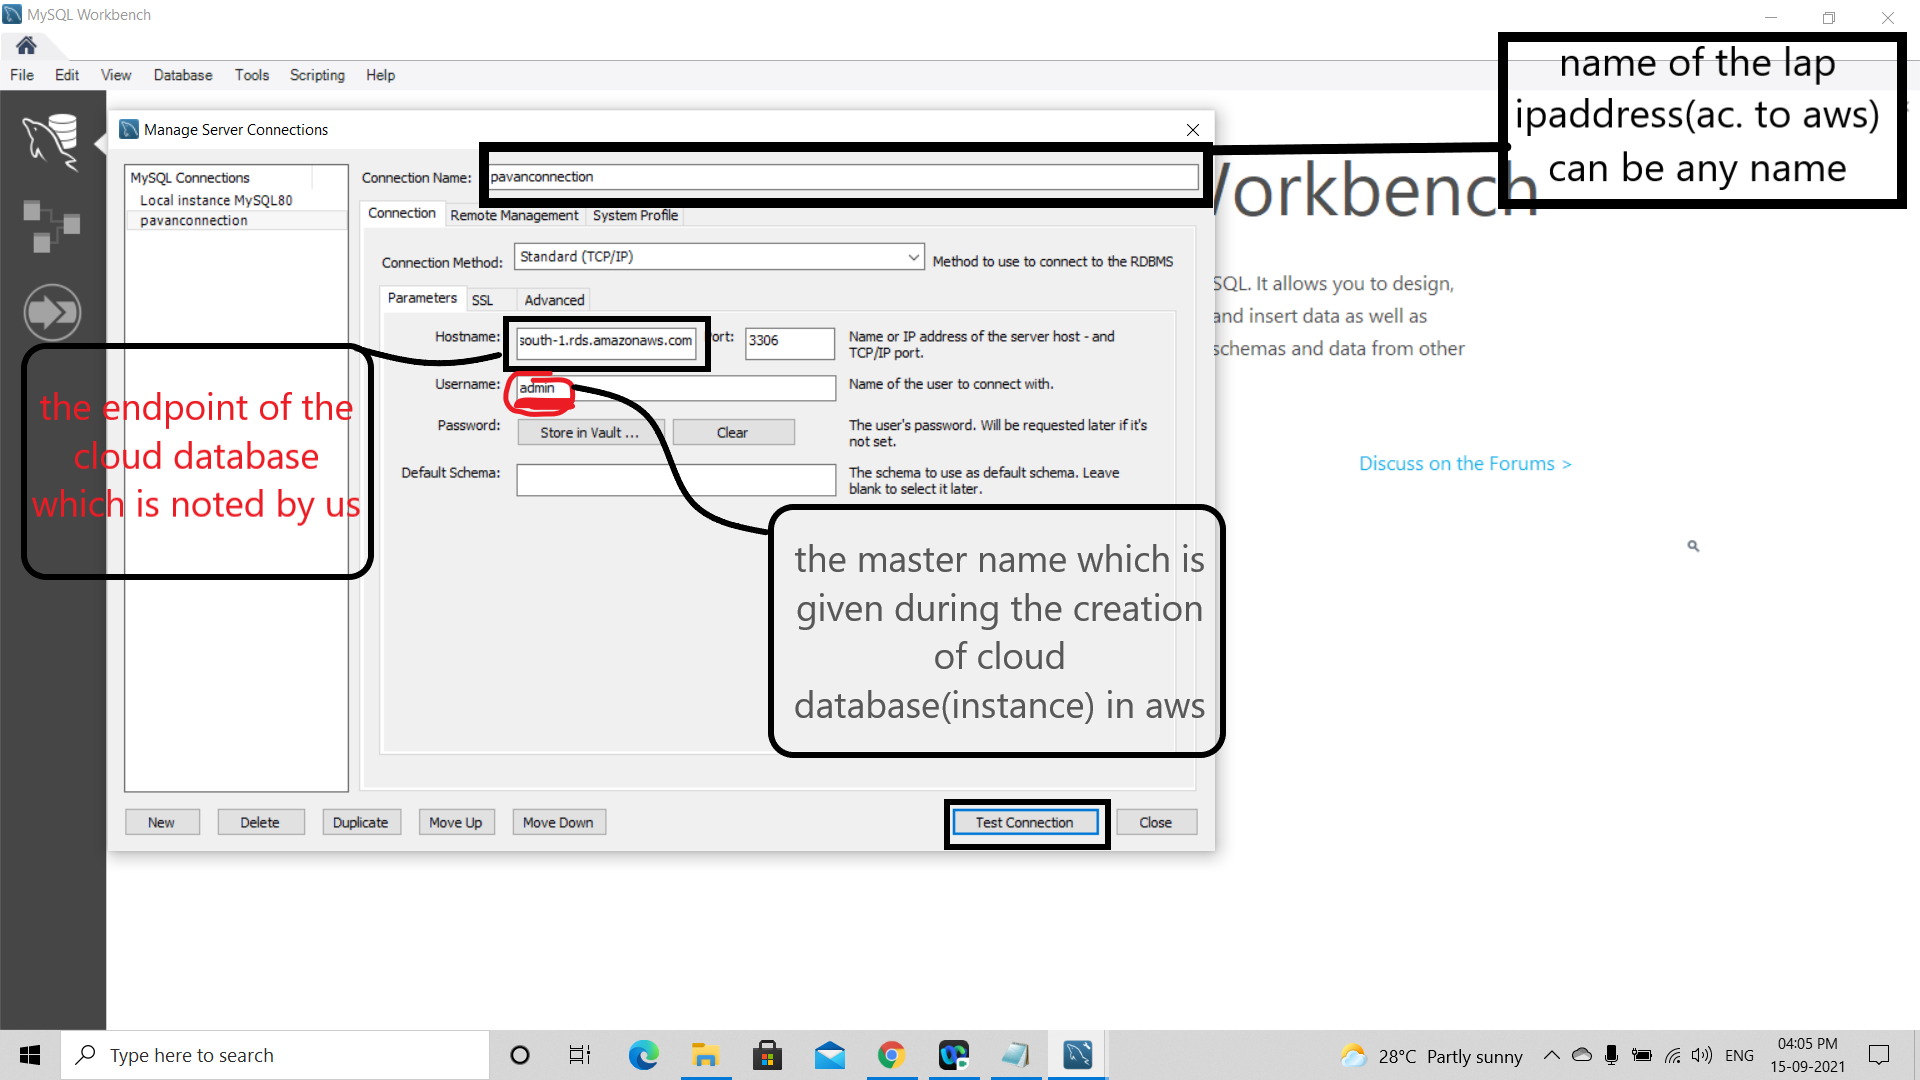 MySQL Workbench
File Edit View Database Tools Scripting Help
name of the lap
ipaddress(ac. to aws)
can be any name
Manage Server Connections
MySQL Connections
Local instance MySQL80
pavanconnection
Connection Name: pavanconnection
Connection Remote Management System Profile
Connection Method: Standard (TCP/IP) Method to use to connect to the RDBMS
Parameters SSL Advanced
Hostname: south-1.rds.amazonaws.com ort: 3306 Name or IP address of the server host - and
TCP/IP port.
Username: admin Name of the user to connect with.
Password: Store in Vault ... Clear The user's password. Will be requested later if it's
not set.
Default Schema: The schema to use as default schema. Leave
blank to select it later.
the endpoint of the
cloud database
which is noted by us
the master name which is
given during the creation
of cloud
database(instance) in aws
New Delete Duplicate Move Up Move Down Test Connection Close
Workbench
SQL. It allows you to design,
and insert data as well as
schemas and data from other
Discuss on the Forums >
Type here to search
28°C Partly sunny
ENG
04:05 PM
15-09-2021